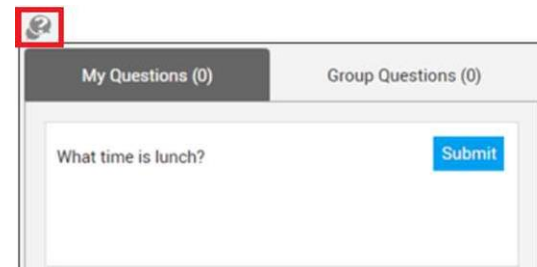 My Questions (0)
Group Questions (0)
What time is lunch?
Submit